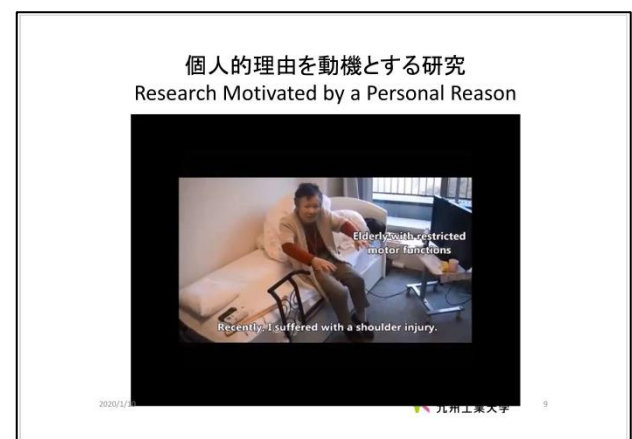 個人的理由を動機とする研究
Research Motivated by a Personal Reason
Elderly with restricted
motor functions
Recently, I suffered with a shoulder injury.
2020/1/
九州工業大学
9